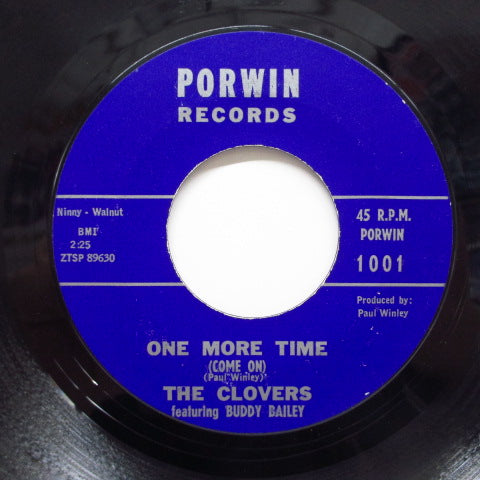 PORWIN
RECORDS
Ninny - Walnut
BMI
2:25
ZTSP 89630
45 R.P.M.
PORWIN
1001
Produced by:
Paul Winley
ONE MORE TIME
(COME ON)
(Paul Winley)
THE CLOVERS
featuring BUDDY BAILEY